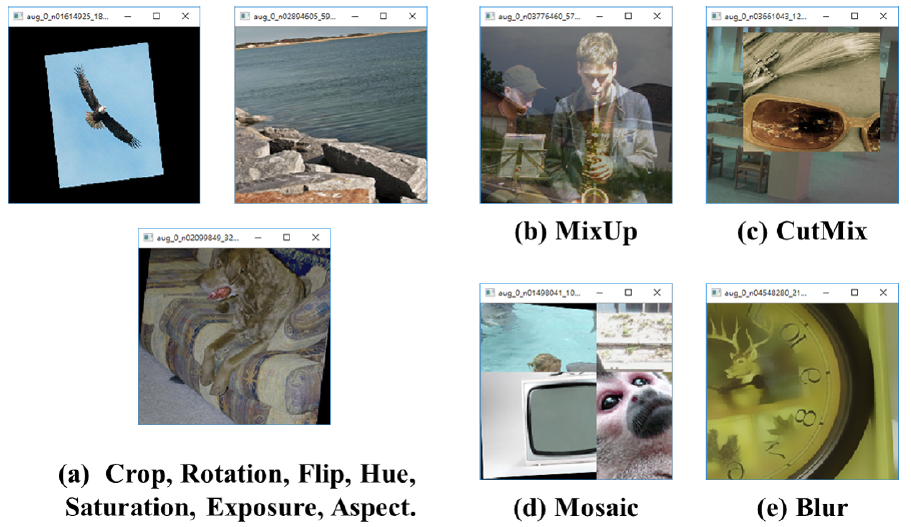 aug_0_n01614925_18...
aug_0_n02894605_59...
aug_0_n03776460_57...
aug_0_n03661043_12...
(b) MixUp
(c) CutMix
aug_0_n02099849_32...
aug_0_n01498041_10...
aug_0_n04548280_21...
(a) Crop, Rotation, Flip, Hue,
Saturation, Exposure, Aspect.
(d) Mosaic
(e) Blur